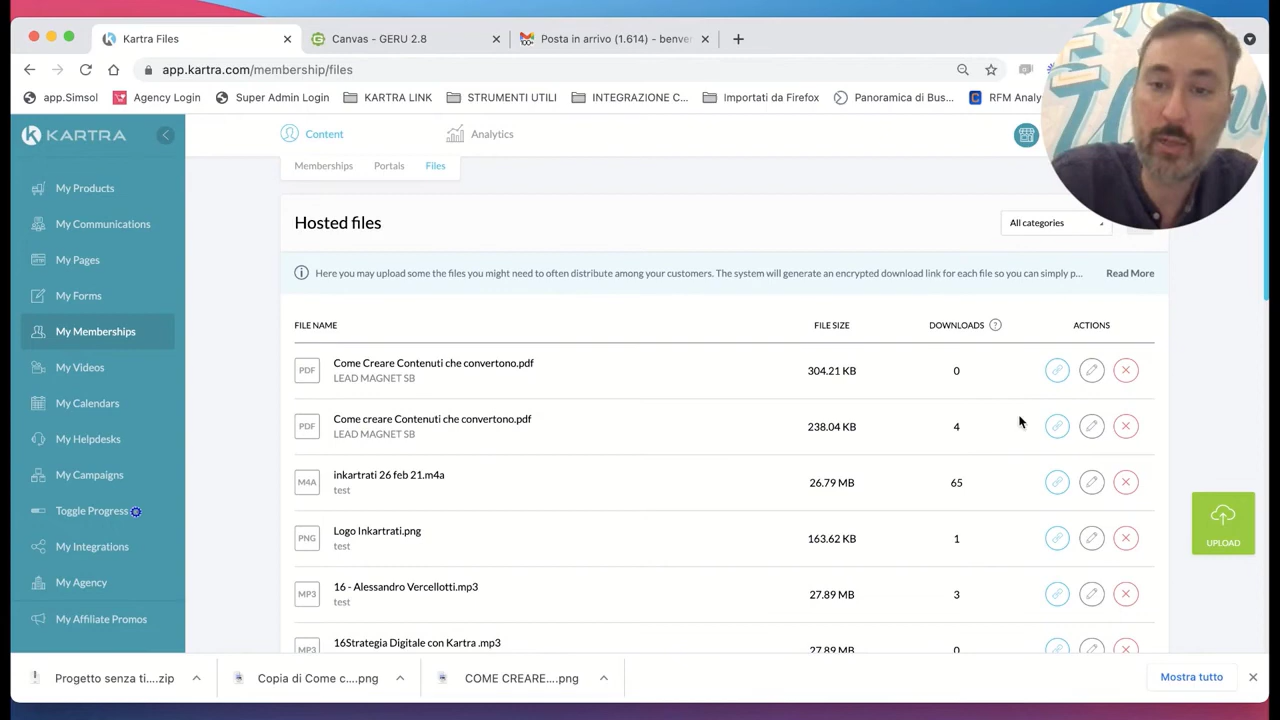 Kartra Files
Canvas - GERU 2.8
Posta in arrivo (1.614) - benve
app.kartra.com/membership/files
app.Simsol
Agency Login
Super Admin Login
KARTRA LINK
STRUMENTI UTILI
INTEGRAZIONE C...
Importati da Firefox
Panoramica di Bus...
RFM Analy
KARTRA
Content
Analytics
Memberships
Portals
Files
My Products
My Communications
My Pages
My Forms
My Memberships
My Videos
My Calendars
My Helpdesks
My Campaigns
Toggle Progress
My Integrations
My Agency
My Affiliate Promos
Hosted files
All categories
Here you may upload some the files you might need to often distribute among your customers. The system will generate an encrypted download link for each file so you can simply p...
Read More
FILE NAME FILE SIZE DOWNLOADS ? ACTIONS
PDF Come Creare Contenuti che convertono.pdf 304.21 KB 0
LEAD MAGNET SB
PDF Come creare Contenuti che convertono.pdf 238.04 KB 4
LEAD MAGNET SB
M4A inkartrati 26 feb 21.m4a 26.79 MB 65
test
PNG Logo Inkartrati.png 163.62 KB 1
test
MP3 16 - Alessandro Vercellotti.mp3 27.89 MB 3
test
MP3 16Strategia Digitale con Kartra .mp3 27.89 MB 0
UPLOAD
Progetto senza ti....zip
Copia di Come c....png
COME CREARE....png
Mostra tutto